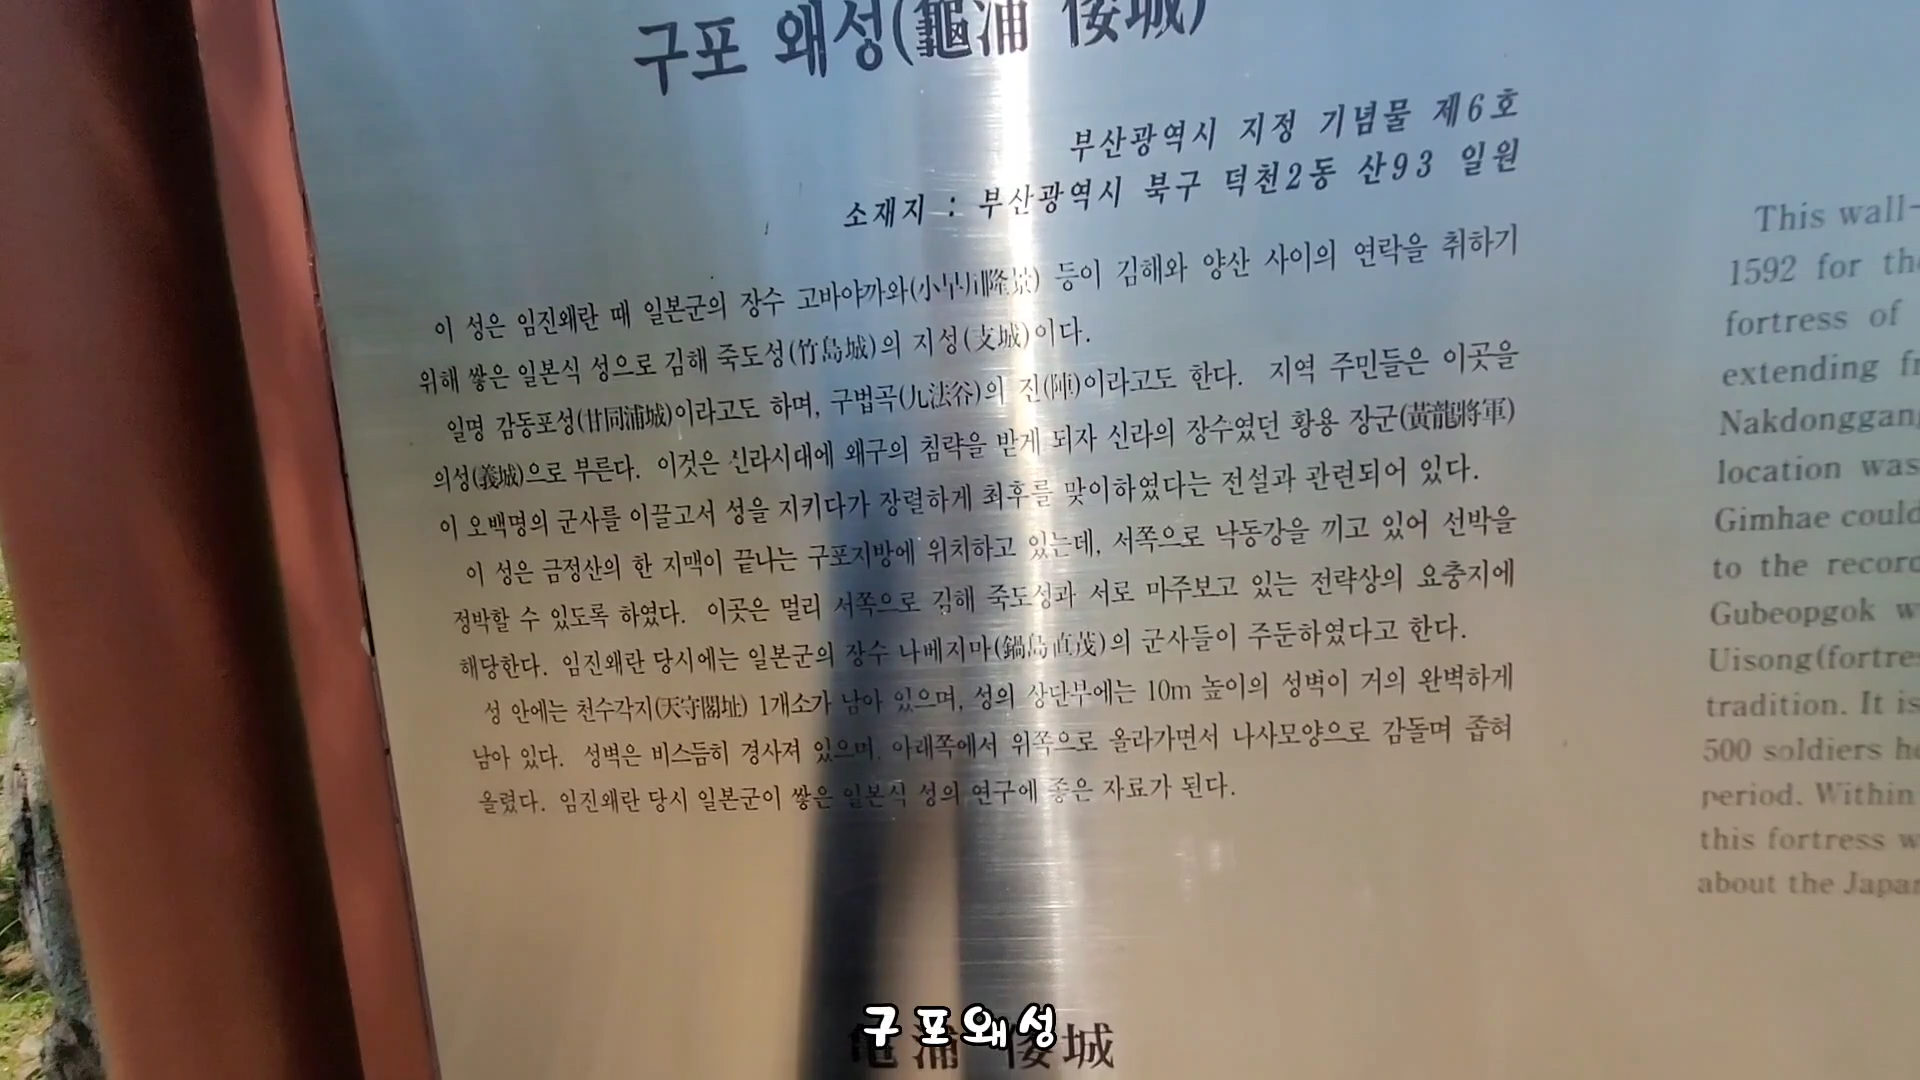 구포 왜성(龜浦 倭城)
부산광역시 지정 기념물 제6호
소재지 : 부산광역시 북구 덕천2동 산93 일원
이 성은 임진왜란 때 일본군의 장수 고바야까와(小早川隆景) 등이 김해와 양산 사이의 연락을 취하기
위해 쌓은 일본식 성으로 김해 죽도성(竹島城)의 지성(支城)이다.
일명 감동포성(甘同浦城)이라고도 하며, 구법곡(九法谷)의 진(陣)이라고도 한다. 지역 주민들은 이곳을
의성(義城)으로 부른다. 이것은 신라시대에 왜구의 침략을 받게 되자 신라의 장수였던 황용 장군(黃龍將軍)
이 오백명의 군사를 이끌고서 성을 지키다가 장렬하게 최후를 맞이하였다는 전설과 관련되어 있다.
이 성은 금정산의 한 지맥이 끝나는 구포지방에 위치하고 있는데, 서쪽으로 낙동강을 끼고 있어 선박을
정박할 수 있도록 하였다. 이곳은 멀리 서쪽으로 김해 죽도성과 서로 마주보고 있는 전략상의 요충지에
해당한다. 임진왜란 당시에는 일본군의 장수 나베지마(鍋島直茂)의 군사들이 주둔하였다고 한다.
성 안에는 천수각지(天守閣址) 1개소가 남아 있으며, 성의 상단부에는 10m 높이의 성벽이 거의 완벽하게
남아 있다. 성벽은 비스듬히 경사져 있으며, 아래쪽에서 위쪽으로 올라가면서 나사모양으로 감돌며 좁혀
올렸다. 임진왜란 당시 일본군이 쌓은 일본식 성의 연구에 좋은 자료가 된다.
This wall-
1592 for the
fortress of
extending fr
Nakdonggang
location was
Gimhae could
to the record
Gubeopgok w
Uisong(fortre
tradition. It is
500 soldiers he
period. Within
this fortress w
about the Japan
구포왜성
龜浦 倭城